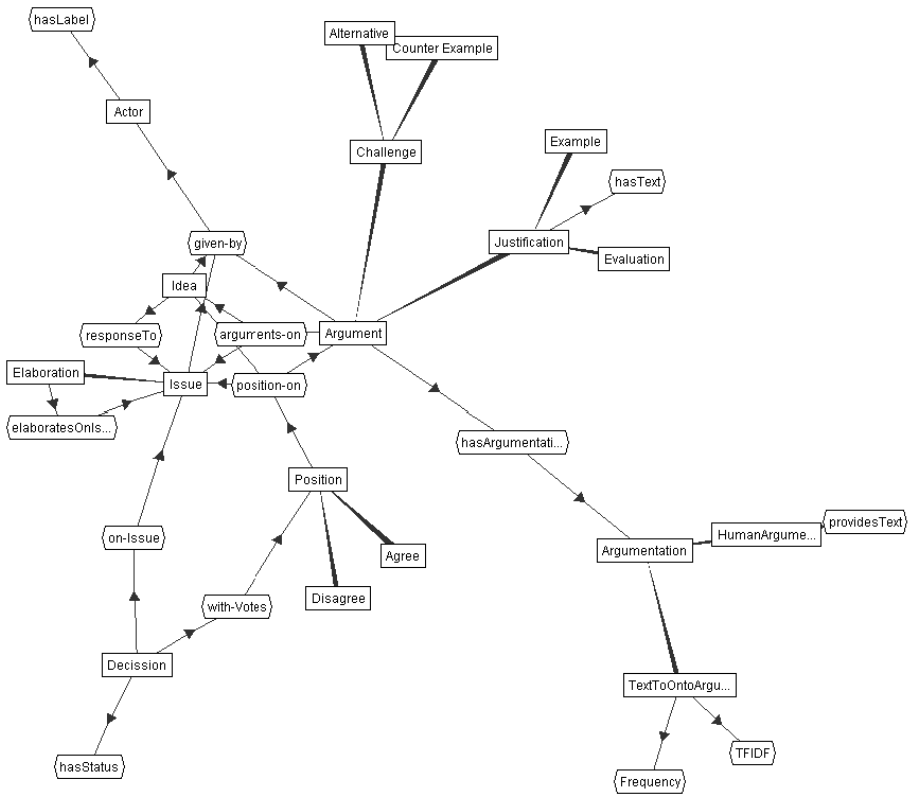 hasLabel
Alternative
Counter Example
Actor
Challenge
Example
hasText
Justification
given-by
Evaluation
Idea
responseTo
arguments-on
Argument
Elaboration
Issue
position-on
elaboratesOnIs...
hasArgumentati...
Position
providesText
HumanArgume...
on-Issue
Argumentation
Agree
Disagree
with-Votes
Decission
TextToOntoArgu...
TFIDF
hasStatus
Frequency